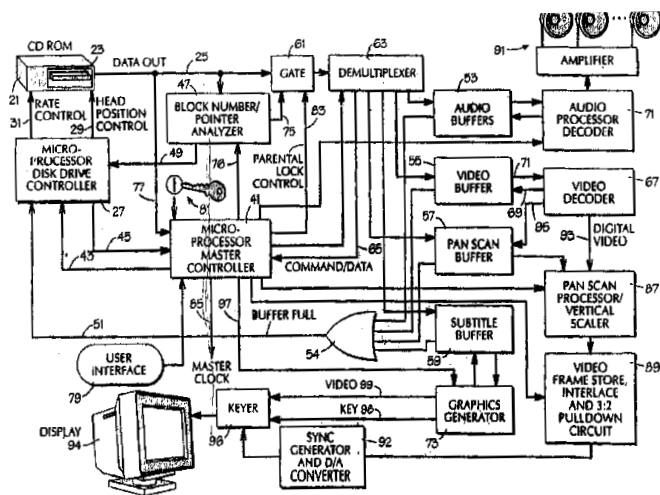 CD ROM
23
DATA OUT
25
61
GATE
63
DEMULTIPLEXER
91
AMPLIFIER
21
31
RATE
CONTROL
HEAD
POSITION
CONTROL
29
47
BLOCK NUMBER/
POINTER
ANALYZER
75
83
53
AUDIO
BUFFERS
AUDIO
PROCESSOR
DECODER
71
MICRO-
PROCESSOR
DISK DRIVE
CONTROLLER
27
49
77
76
81
PARENTAL
LOCK
CONTROL
55
VIDEO
BUFFER
71
69
VIDEO
DECODER
67
95
93
DIGITAL
VIDEO
41
MICRO-
PROCESSOR
MASTER
CONTROLLER
45
43
65
COMMAND/DATA
57
PAN SCAN
BUFFER
PAN SCAN
PROCESSOR/
VERTICAL
SCALER
87
51
85
97
BUFFER FULL
54
SUBTITLE
BUFFER
59
USER
INTERFACE
79
MASTER
CLOCK
VIDEO 99
KEY 98
GRAPHICS
GENERATOR
73
VIDEO
FRAME STORE,
INTERLACE
AND 3:2
PULLDOWN
CIRCUIT
89
DISPLAY
94
KEYER
96
SYNC
GENERATOR
AND D/A
CONVERTER
92